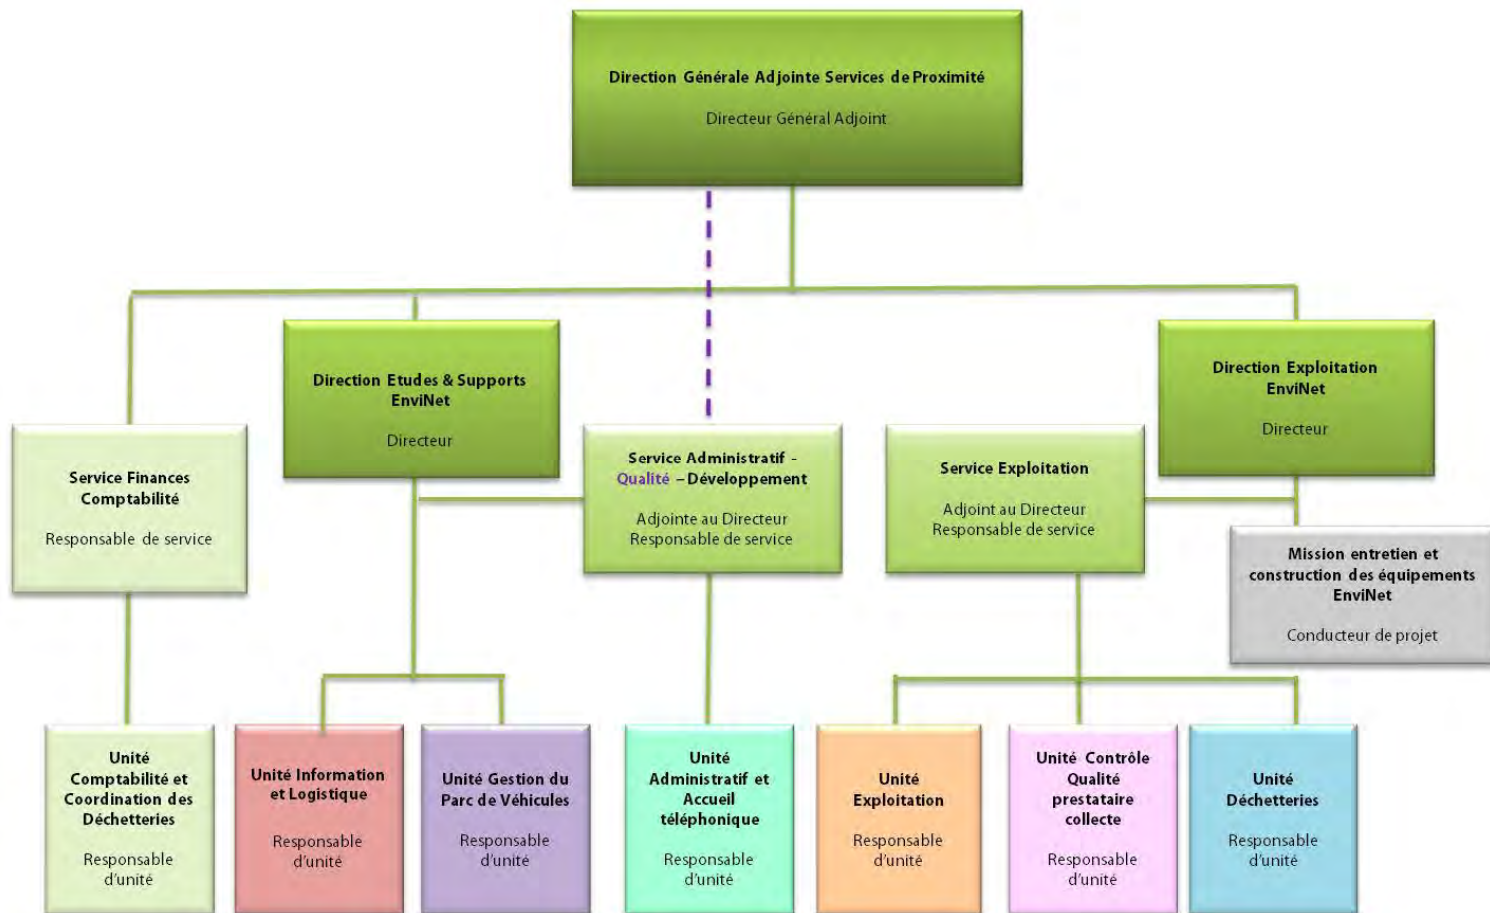 Direction Générale Adjointe Services de Proximité
Directeur Général Adjoint
Direction Etudes & Supports
EnviNet
Directeur
Direction Exploitation
EnviNet
Directeur
Service Finances
Comptabilité
Responsable de service
Service Administratif -
Qualité – Développement
Adjointe au Directeur
Responsable de service
Service Exploitation
Adjoint au Directeur
Responsable de service
Mission entretien et
construction des équipements
EnviNet
Conducteur de projet
Unité
Comptabilité et
Coordination des
Déchetteries
Responsable
d'unité
Unité Information
et Logistique
Responsable
d'unité
Unité Gestion du
Parc de Véhicules
Responsable
d'unité
Unité
Administratif et
Accueil
téléphonique
Responsable
d'unité
Unité
Exploitation
Responsable
d'unité
Unité Contrôle
Qualité
prestataire
collecte
Responsable
d'unité
Unité
Déchetteries
Responsable
d'unité